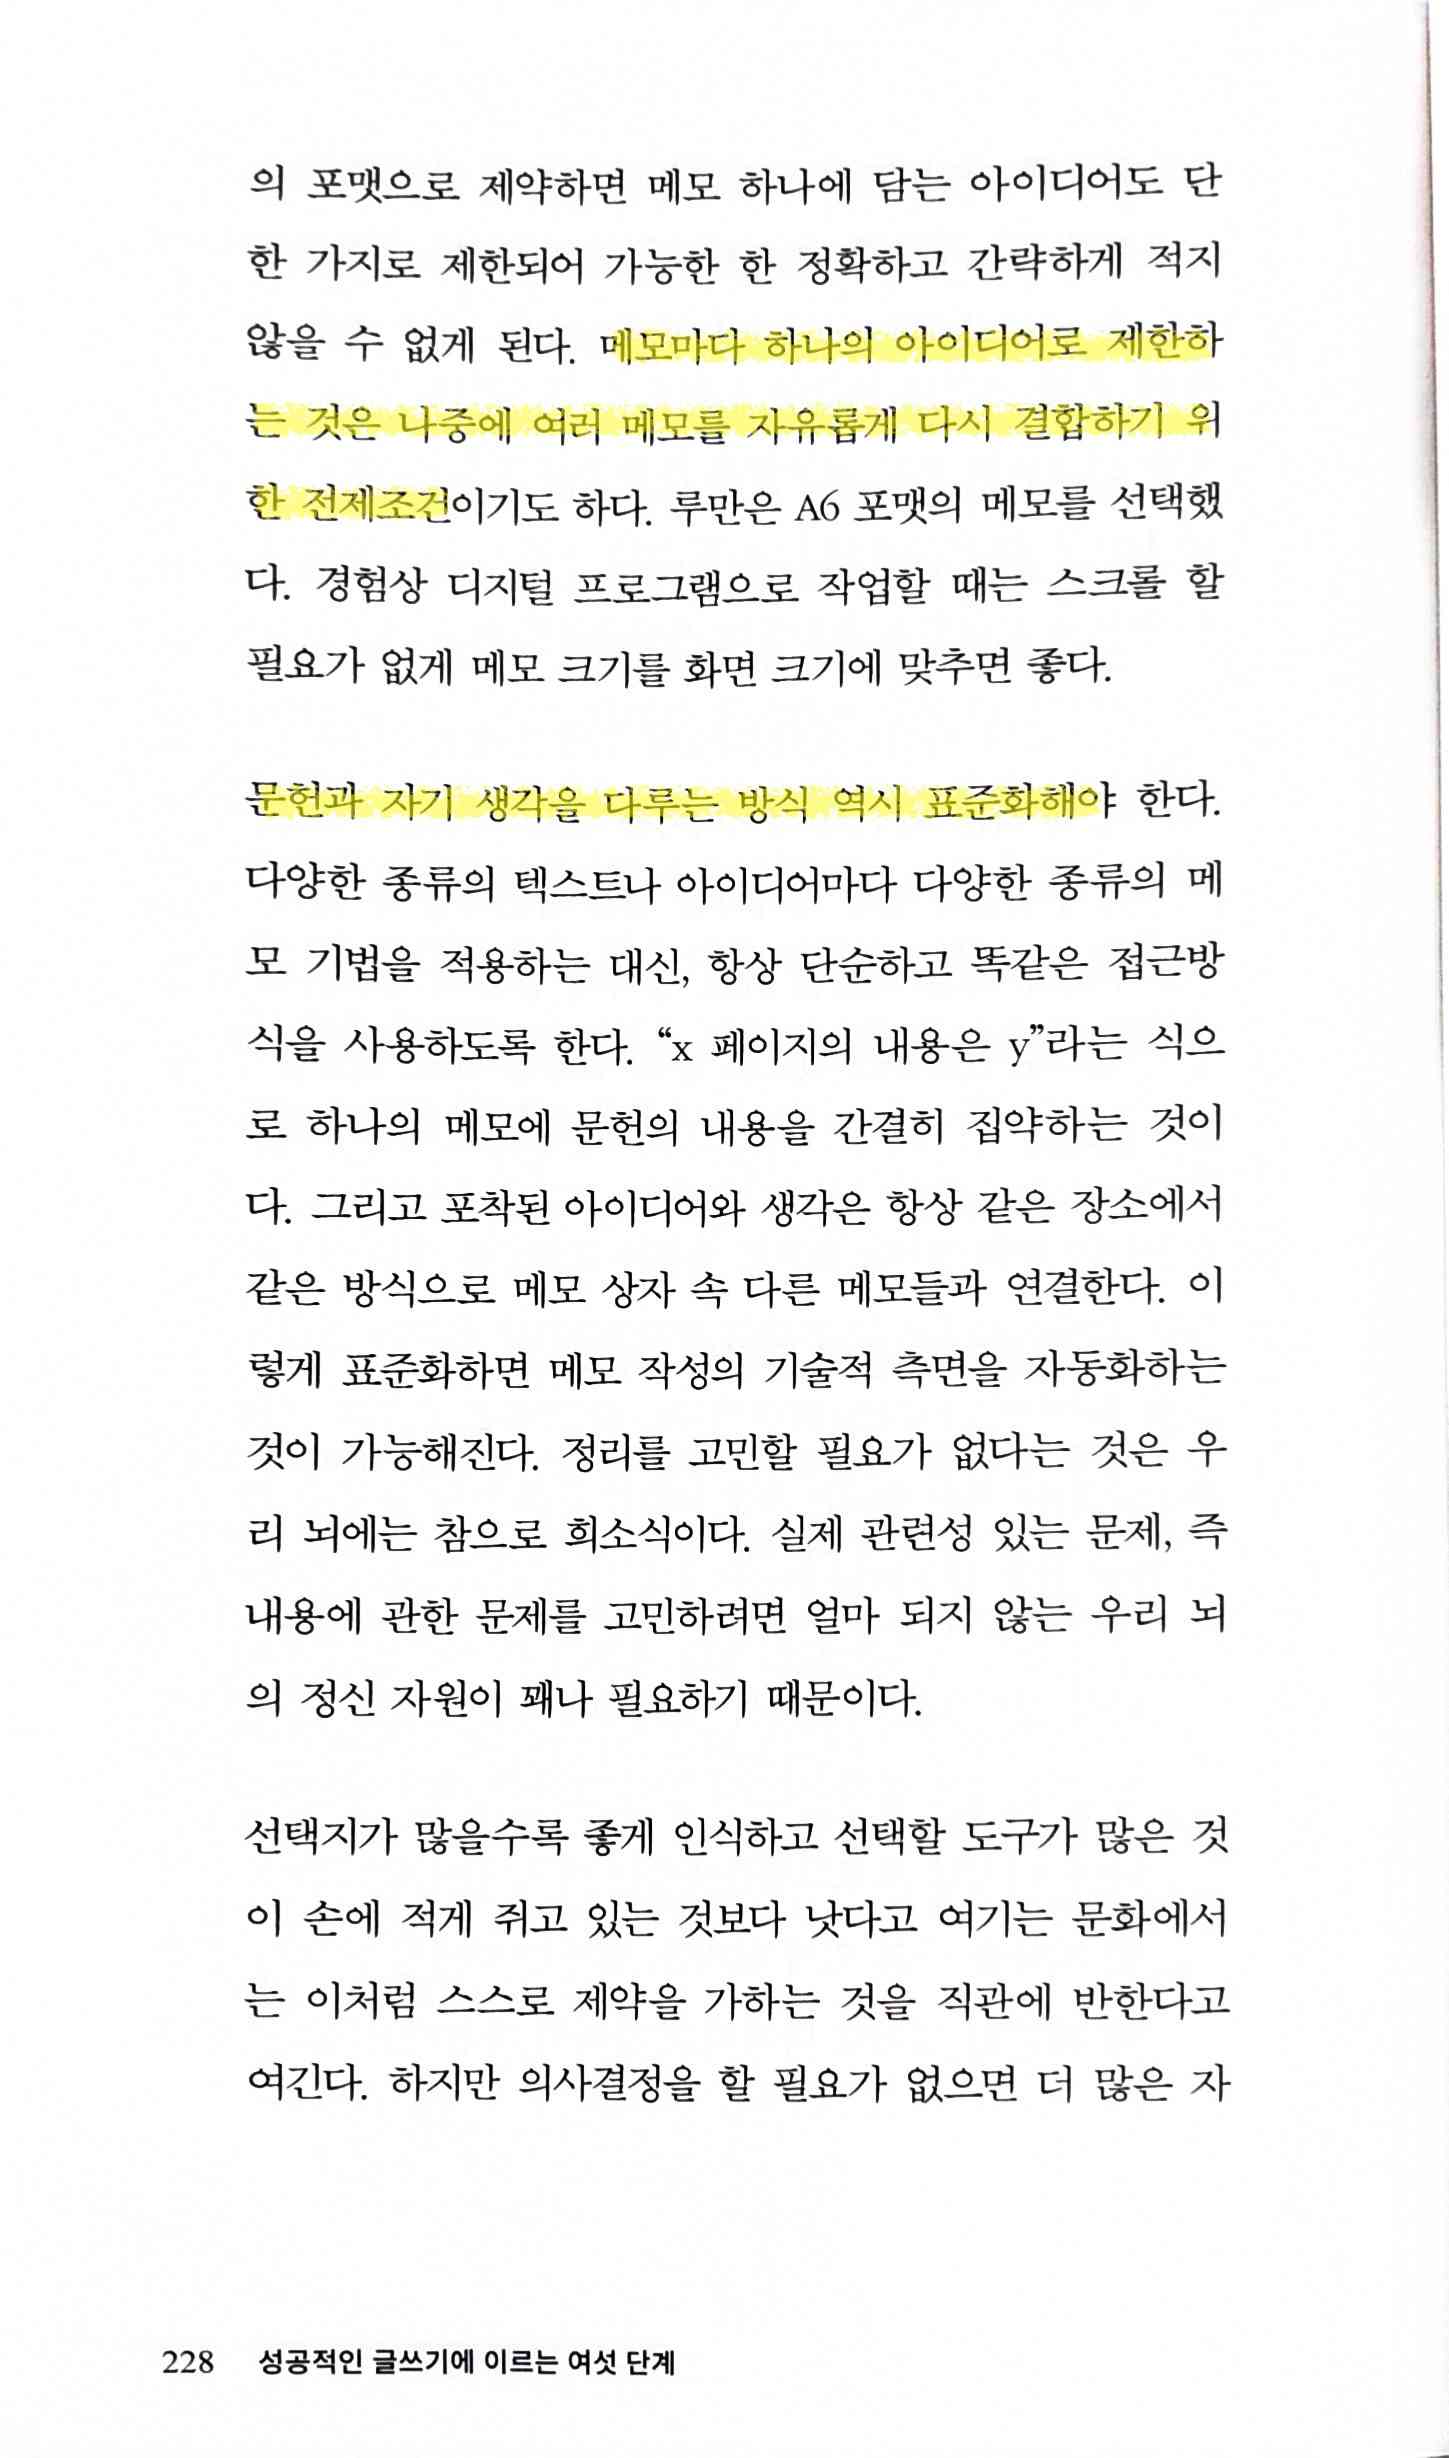 의 포맷으로 제약하면 메모 하나에 담는 아이디어도 단
한 가지로 제한되어 가능한 한 정확하고 간략하게 적지
않을 수 없게 된다. 메모마다 하나의 아이디어로 제한하
는 것은 나중에 여러 메모를 자유롭게 다시 결합하기 위
한 전제조건이기도 하다. 루만은 A6 포맷의 메모를 선택했
다. 경험상 디지털 프로그램으로 작업할 때는 스크롤 할
필요가 없게 메모 크기를 화면 크기에 맞추면 좋다.
문헌과 자기 생각을 다루는 방식 역시 표준화해야 한다.
다양한 종류의 텍스트나 아이디어마다 다양한 종류의 메
모 기법을 적용하는 대신, 항상 단순하고 똑같은 접근방
식을 사용하도록 한다. “x 페이지의 내용은 y”라는 식으
로 하나의 메모에 문헌의 내용을 간결히 집약하는 것이
다. 그리고 포착된 아이디어와 생각은 항상 같은 장소에서
같은 방식으로 메모 상자 속 다른 메모들과 연결한다. 이
렇게 표준화하면 메모 작성의 기술적 측면을 자동화하는
것이 가능해진다. 정리를 고민할 필요가 없다는 것은 우
리 뇌에는 참으로 희소식이다. 실제 관련성 있는 문제, 즉
내용에 관한 문제를 고민하려면 얼마 되지 않는 우리 뇌
의 정신 자원이 꽤나 필요하기 때문이다.
선택지가 많을수록 좋게 인식하고 선택할 도구가 많은 것
이 손에 적게 쥐고 있는 것보다 낫다고 여기는 문화에서
는 이처럼 스스로 제약을 가하는 것을 직관에 반한다고
여긴다. 하지만 의사결정을 할 필요가 없으면 더 많은 자
228 성공적인 글쓰기에 이르는 여섯 단계